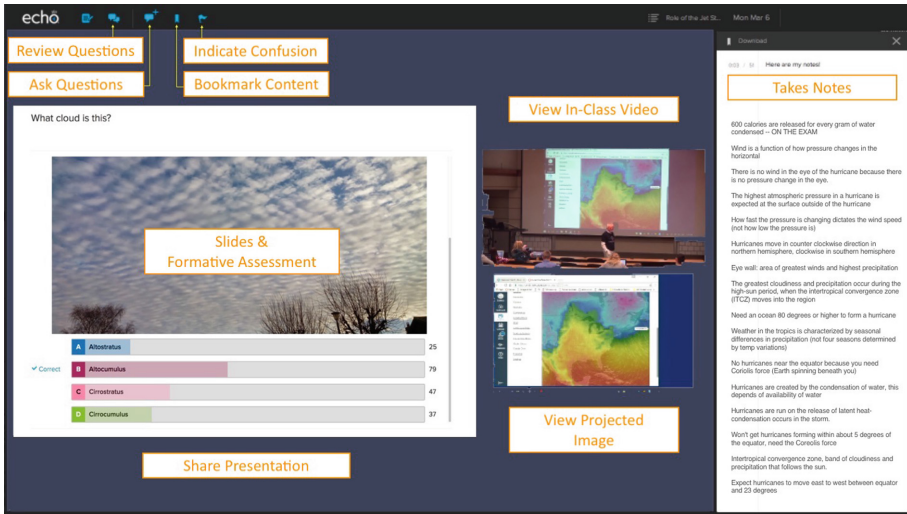 echo
Role of the Jet St...
Mon Mar 6
Review Questions
Indicate Confusion
Ask Questions
Bookmark Content
Download
Here are my notes!
Takes Notes
View In-Class Video
What cloud is this?
Slides &
Formative Assessment
A Altostratus 25
Correct B Altocumulus 79
C Cirrostratus 47
D Cirrocumulus 37
View Projected
Image
Share Presentation
600 calories are released for every gram of water
condensed -- ON THE EXAM
Wind is a function of how pressure changes in the
horizontal
There is no wind in the eye of the hurricane because there
is no pressure change in the eye.
The highest atmospheric pressure in a hurricane is
expected at the surface outside of the hurricane
How fast the pressure is changing dictates the wind speed
(not how low the pressure is)
Hurricanes move in counter clockwise direction in
northern hemisphere, clockwise in southern hemisphere
Eye wall: area of greatest winds and highest precipitation
The greatest cloudiness and precipitation occur during the
high-sun period, when the intertropical convergence zone
(ITCZ) moves into the region
Need an ocean 80 degrees or higher to form a hurricane
Weather in the tropics is characterized by seasonal
differences in precipitation (not four seasons determined
by temp variations)
No hurricanes near the equator because you need
Coriolis force (Earth spinning beneath you)
Hurricanes are created by the condensation of water, this
depends of availability of water
Hurricanes are run on the release of latent heat-
condensation occurs in the storm.
Won't get hurricanes forming within about 5 degrees of
the equator, need the Coreolis force
Intertropical convergence zone, band of cloudiness and
precipitation that follows the sun.
Expect hurricanes to move east to west between equator
and 23 degrees